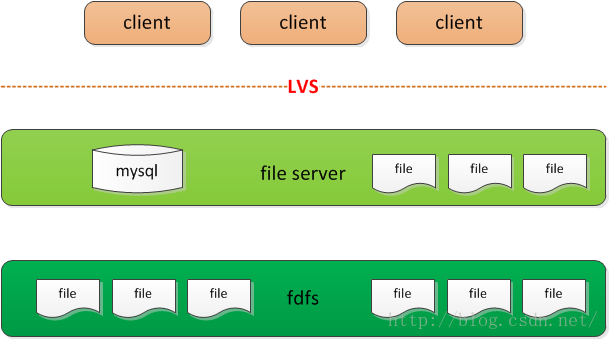 client client client
LVS
mysql file server file file file
file file file fdfs file file file
http://blog.csdn.net/